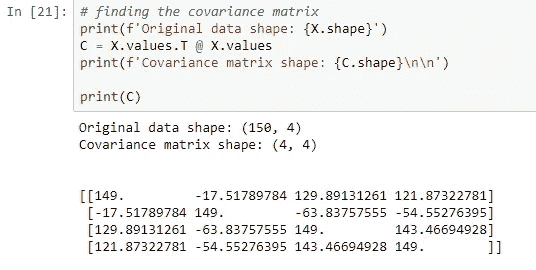 In [21]: # finding the covariance matrix
print(f'Original data shape: {X.shape}')
C = X.values.T @ X.values
print(f'Covariance matrix shape: {C.shape}\n\n')
print(C)
Original data shape: (150, 4)
Covariance matrix shape: (4, 4)
[[149. -17.51789784 129.89131261 121.87322781]
[-17.51789784 149. -63.83757555 -54.55276395]
[129.89131261 -63.83757555 149. 143.46694928]
[121.87322781 -54.55276395 143.46694928 149. ]]